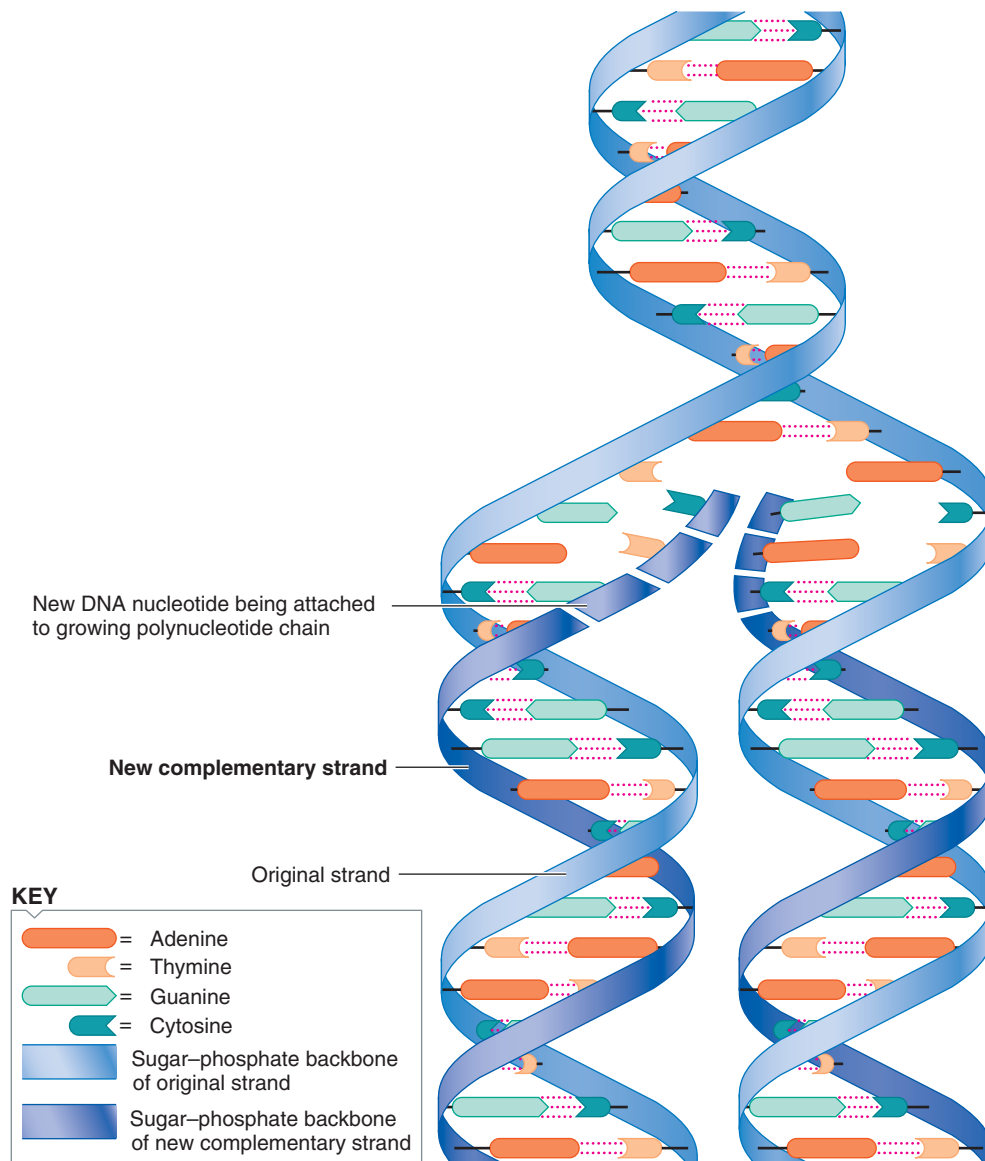 New DNA nucleotide being attached
to growing polynucleotide chain
New complementary strand
Original strand
KEY
= Adenine
= Thymine
= Guanine
= Cytosine
Sugar–phosphate backbone
of original strand
Sugar–phosphate backbone
of new complementary strand